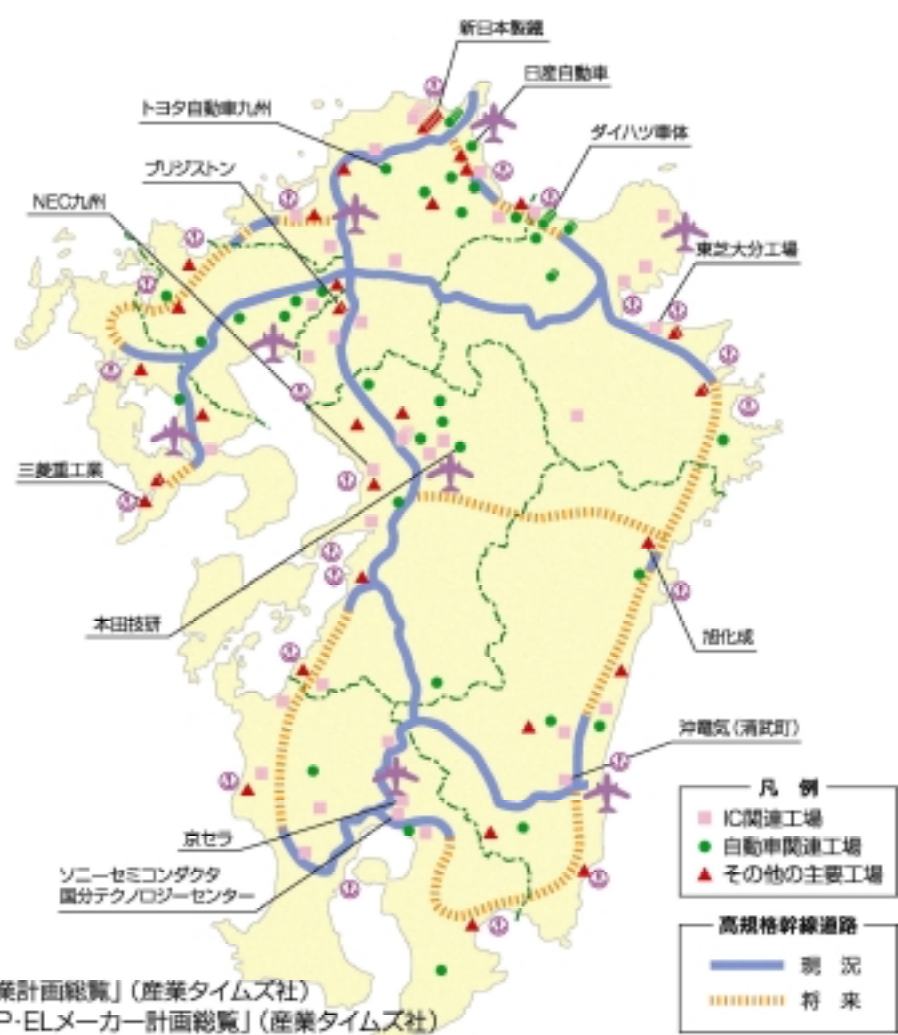 新日本製鐵
日産自動車
トヨタ自動車九州
ダイハツ車体
ブリジストン
NEC九州
東芝大分工場
三菱重工業
本田技研
旭化成
沖電気(清武町)
京セラ
ソニーセミコンダクタ
国分テクノロジーセンター
凡 例
IC関連工場
自動車関連工場
その他の主要工場
高規格幹線道路
現 況
将 来
業計画総覧」(産業タイムズ社)
P・ELメーカー計画総覧」(産業タイムズ社)